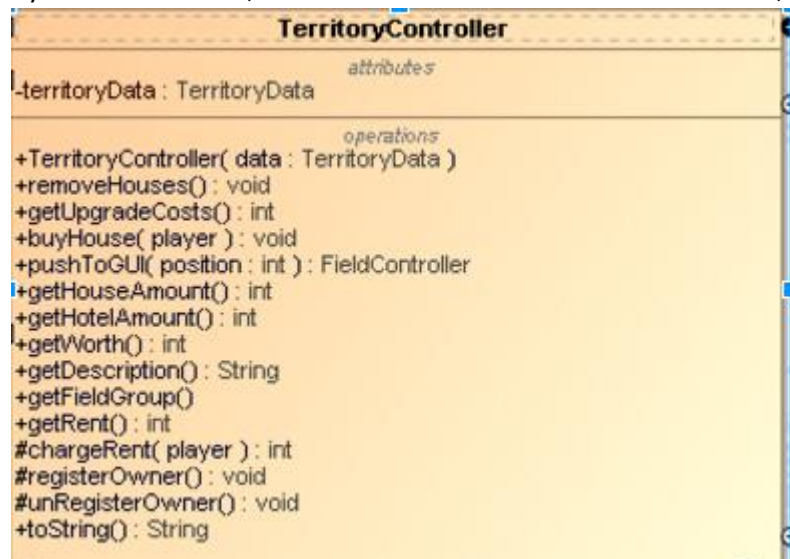 TerritoryController
attributes
-territoryData : TerritoryData
operations
+TerritoryController( data : TerritoryData )
+removeHouses() : void
+getUpgradeCosts() : int
+buyHouse( player ) : void
+pushToGUI( position : int ) : FieldController
+getHouseAmount() : int
+getHotelAmount() : int
+getWorth() : int
+getDescription() : String
+getFieldGroup()
+getRent() : int
#chargeRent( player ) : int
#registerOwner() : void
#unRegisterOwner() : void
+toString() : String